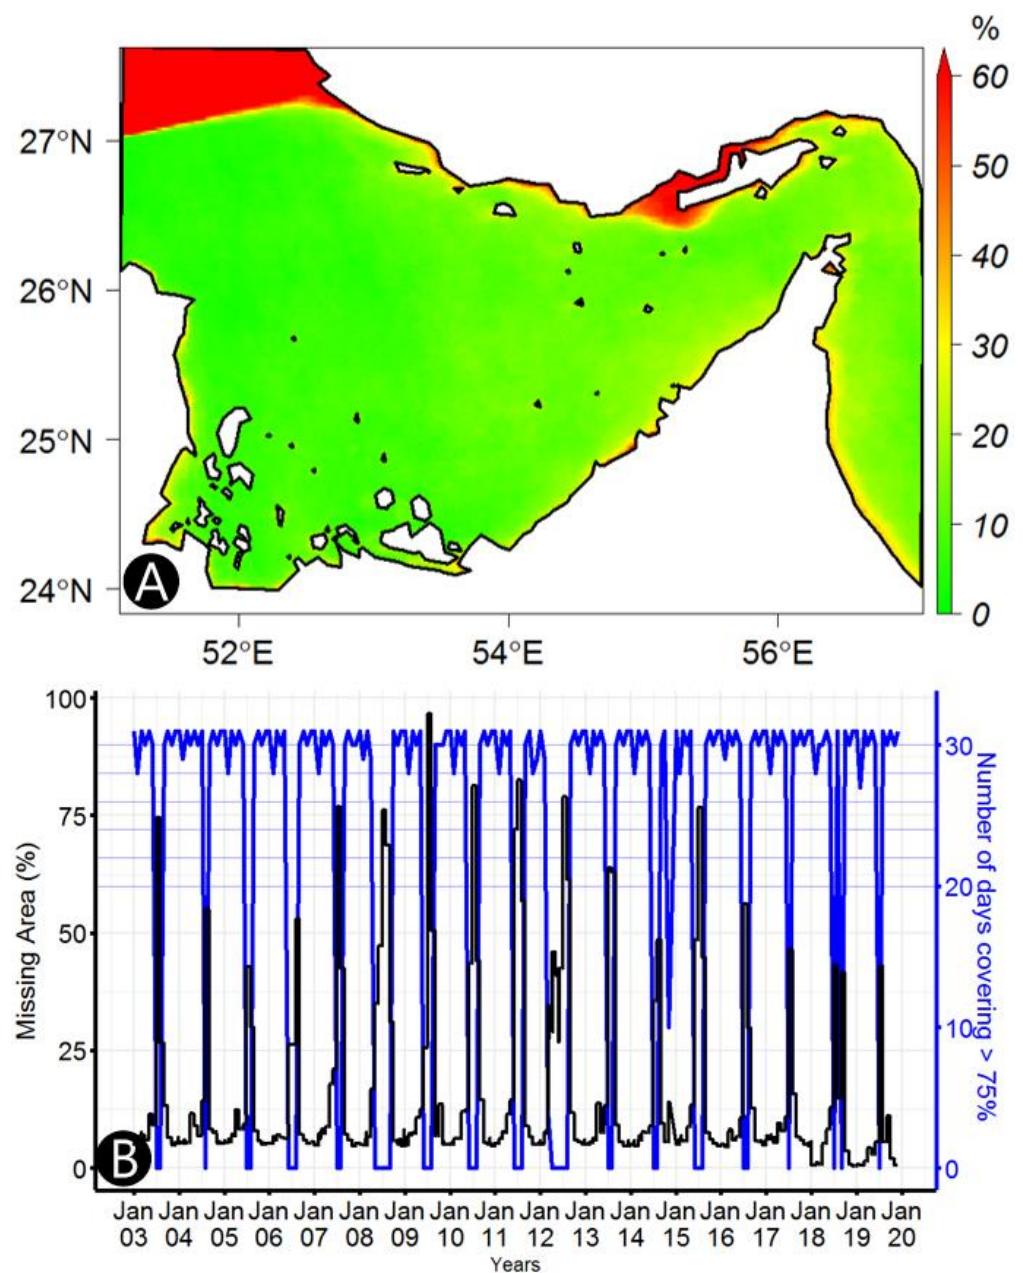 %
60
50
40
30
20
10
0
27°N
26°N
25°N
24°N
A
52°E 54°E 56°E
Missing Area (%)
100
75
50
25
0
30
20
10
0
Number of days covering > 75%
B
Jan Jan Jan Jan Jan Jan Jan Jan Jan Jan Jan Jan Jan Jan Jan Jan Jan Jan
03 04 05 06 07 08 09 10 11 12 13 14 15 16 17 18 19 20
Years